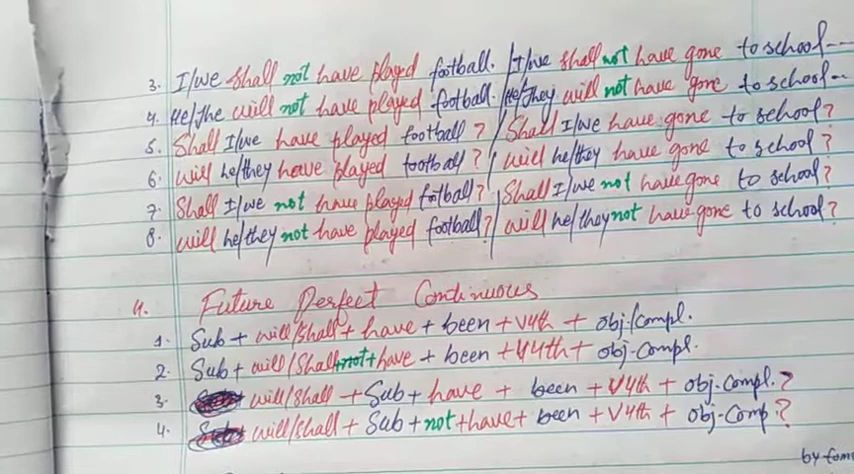 3. I/we shall not have played football. / I/we shall not have gone to school---
4. He/the will not have played football. / He/they will not have gone to school--
5. Shall I/we have played football? / Shall I/we have gone to school?
6. will he/they have played football? / will he/they have gone to school?
7. Shall I/we not have played football? / Shall I/we not have gone to school?
8. will he/they not have played football? / will he/they not have gone to school?
4. Future Perfect Continuous
1. Sub + will/shall + have + been + V4th + obj./compl.
2. Sub + will/Shall + not + have + been + V4th + obj-Compl.
3. will/shall + Sub + have + been + V4th + obj-Compl.?
4. will/shall + Sub + not + have + been + V4th + obj-Comp.?
by